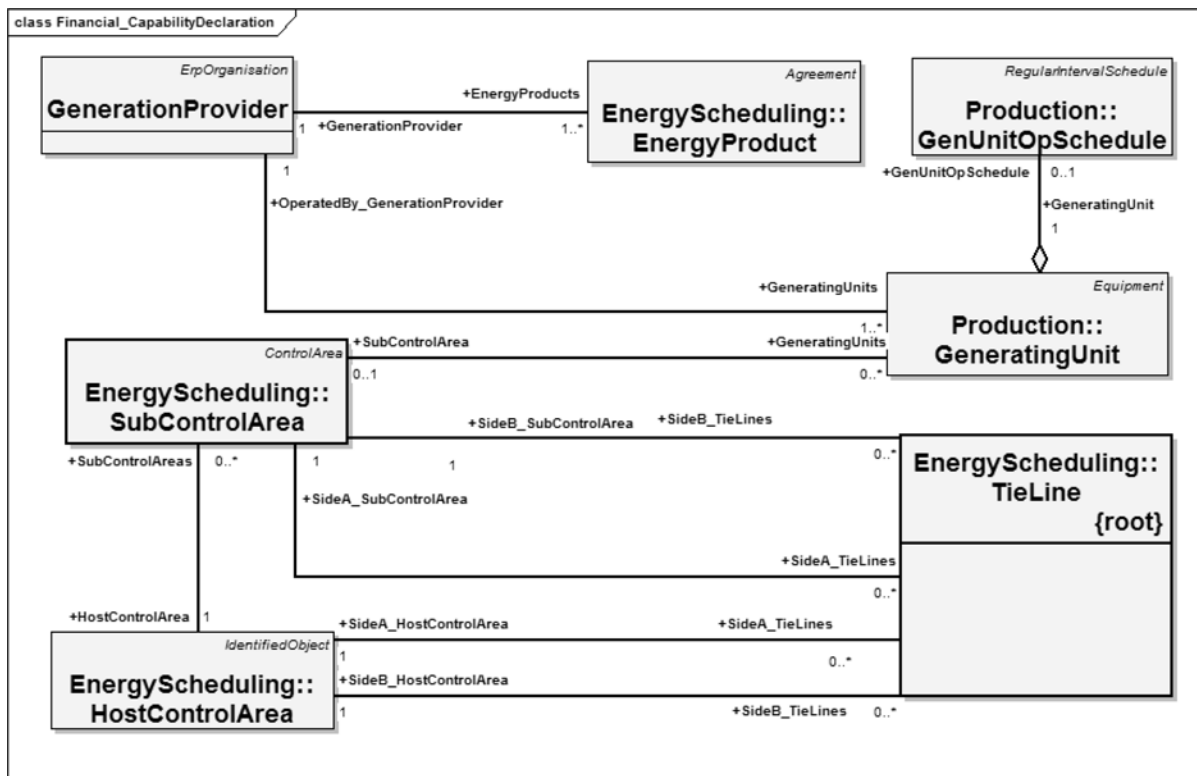 class Financial_CapabilityDeclaration
ErpOrganisation
GenerationProvider
+EnergyProducts
1
+GenerationProvider
1..*
Agreement
EnergyScheduling::
EnergyProduct
RegularIntervalSchedule
Production::
GenUnitOpSchedule
+GenUnitOpSchedule
0..1
+GeneratingUnit
1
1
+OperatedBy_GenerationProvider
+GeneratingUnits
1..*
Equipment
Production::
GeneratingUnit
ControlArea
EnergyScheduling::
SubControlArea
+SubControlArea
0..1
+GeneratingUnits
0..*
+SideB_SubControlArea
1
+SideB_TieLines
0..*
EnergyScheduling::
TieLine
{root}
+SubControlAreas
0..*
1
+SideA_SubControlArea
+SideA_TieLines
0..*
+HostControlArea
1
IdentifiedObject
EnergyScheduling::
HostControlArea
+SideA_HostControlArea
1
+SideA_TieLines
0..*
+SideB_HostControlArea
1
+SideB_TieLines
0..*